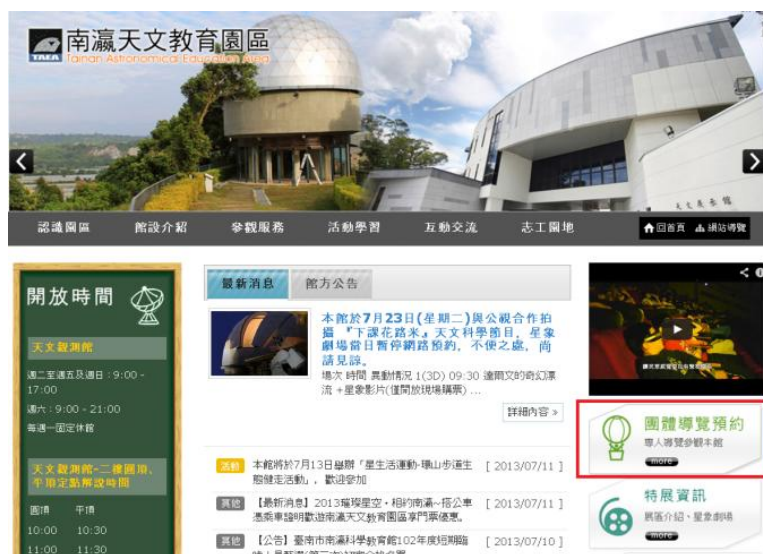 南瀛天文教育園區
TAEA Tainan Astronomical Education Area
天文展示館
認識園區 館設介紹 參觀服務 活動學習 互動交流 志工園地 回首頁 網站導覽
開放時間
天文觀測館
週二至週五及週日：9:00 -
17:00
週六：9:00 - 21:00
每週一固定休館
天文觀測館-二樓圓頂、
平頂定點解說時間
圓頂 平頂
10:00 10:30
11:00 11:30
最新消息 館方公告
本館於7月23日(星期二)與公視合作拍
攝『下課花路米』天文科學節目，星象
劇場當日暫停網路預約，不便之處，尚
請見諒。
場次 時間 異動情況 1(3D) 09:30 達爾文的奇幻漂
流 +星象影片(僅開放現場購票) ...
詳細內容 »
活動 本館將於7月13日舉辦「星生活運動-曛山步道生
態健走活動」，歡迎參加 [ 2013/07/11 ]
其他 【最新消息】2013璀璨星空‧相約南瀛~搭公車
憑乘車證明歡遊南瀛天文教育園區享門票優惠。 [ 2013/07/11 ]
其他 【公告】臺南市南瀛科學教育館102年度短期臨 [ 2013/07/10 ]
團體導覽預約
專人導覽參觀本館
more
特展資訊
展區介紹、星象劇場
more